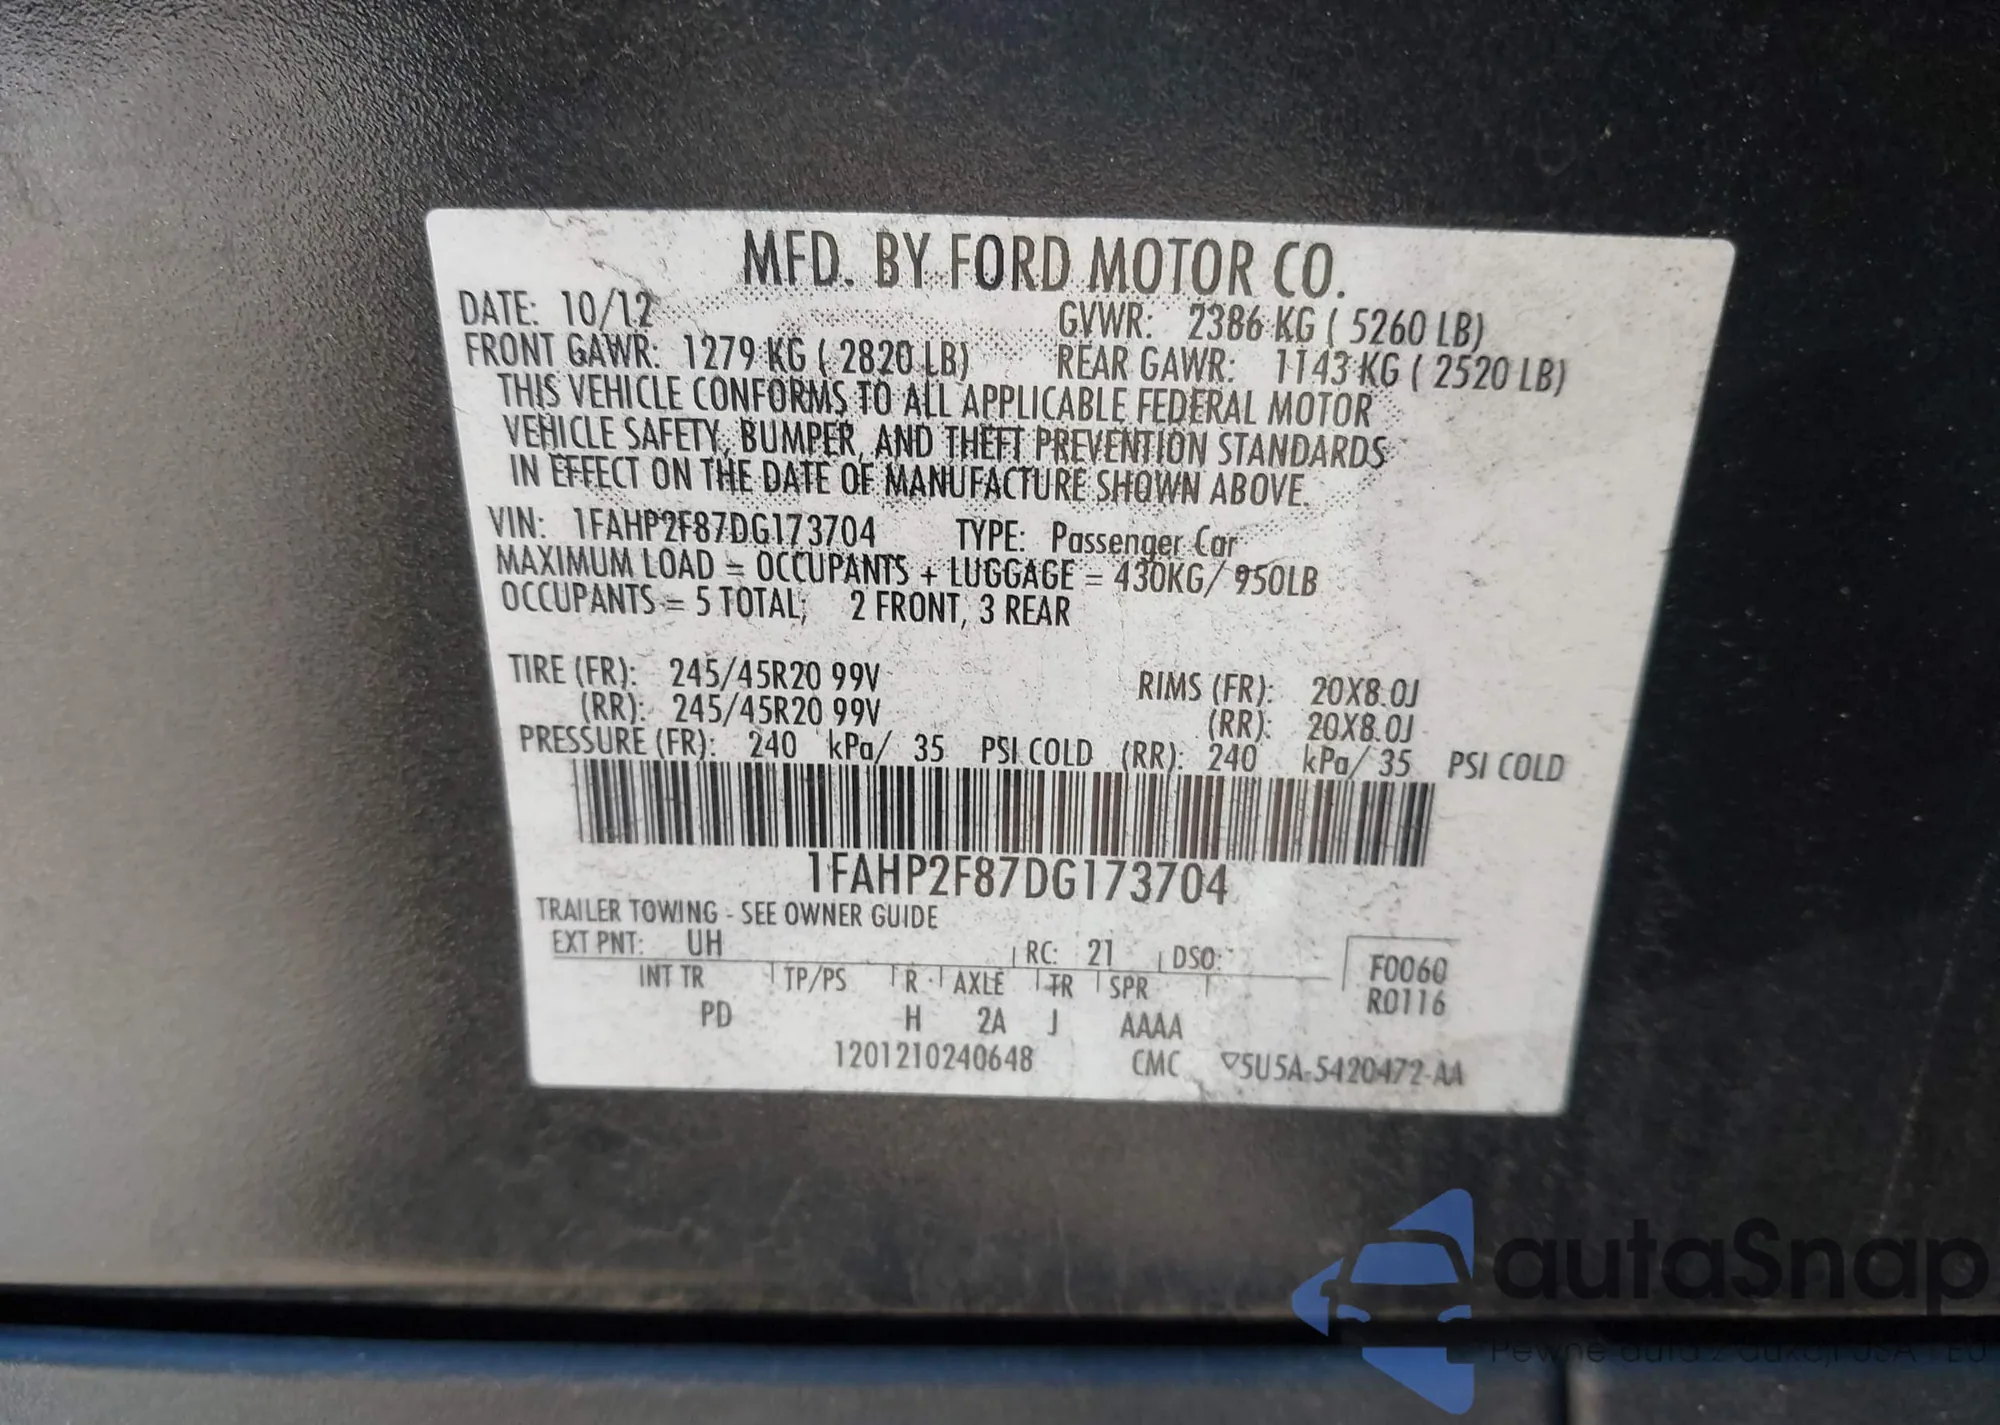 MFD. BY FORD MOTOR CO.
DATE: 10/12 GVWR: 2386 KG ( 5260 LB)
FRONT GAWR: 1279 KG ( 2820 LB) REAR GAWR: 1143 KG ( 2520 LB)
THIS VEHICLE CONFORMS TO ALL APPLICABLE FEDERAL MOTOR
VEHICLE SAFETY, BUMPER, AND THEFT PREVENTION STANDARDS
IN EFFECT ON THE DATE OF MANUFACTURE SHOWN ABOVE.
VIN: 1FAHP2F87DG173704 TYPE: Passenger Car
MAXIMUM LOAD = OCCUPANTS + LUGGAGE = 430KG/ 950LB
OCCUPANTS = 5 TOTAL; 2 FRONT, 3 REAR
TIRE (FR): 245/45R20 99V RIMS (FR): 20X8.0J
(RR): 245/45R20 99V (RR): 20X8.0J
PRESSURE (FR): 240 kPa/ 35 PSI COLD (RR): 240 kPa/ 35 PSI COLD
1FAHP2F87DG173704
TRAILER TOWING - SEE OWNER GUIDE
EXT PNT: UH RC: 21 DSO: F0060
INT TR TP/PS R AXLE TR SPR R0116
PD H 2A J AAAA
1201210240648 CMC 5U5A-5420472-AA
autaSnap
Pewne auta z aukcji USA i EU